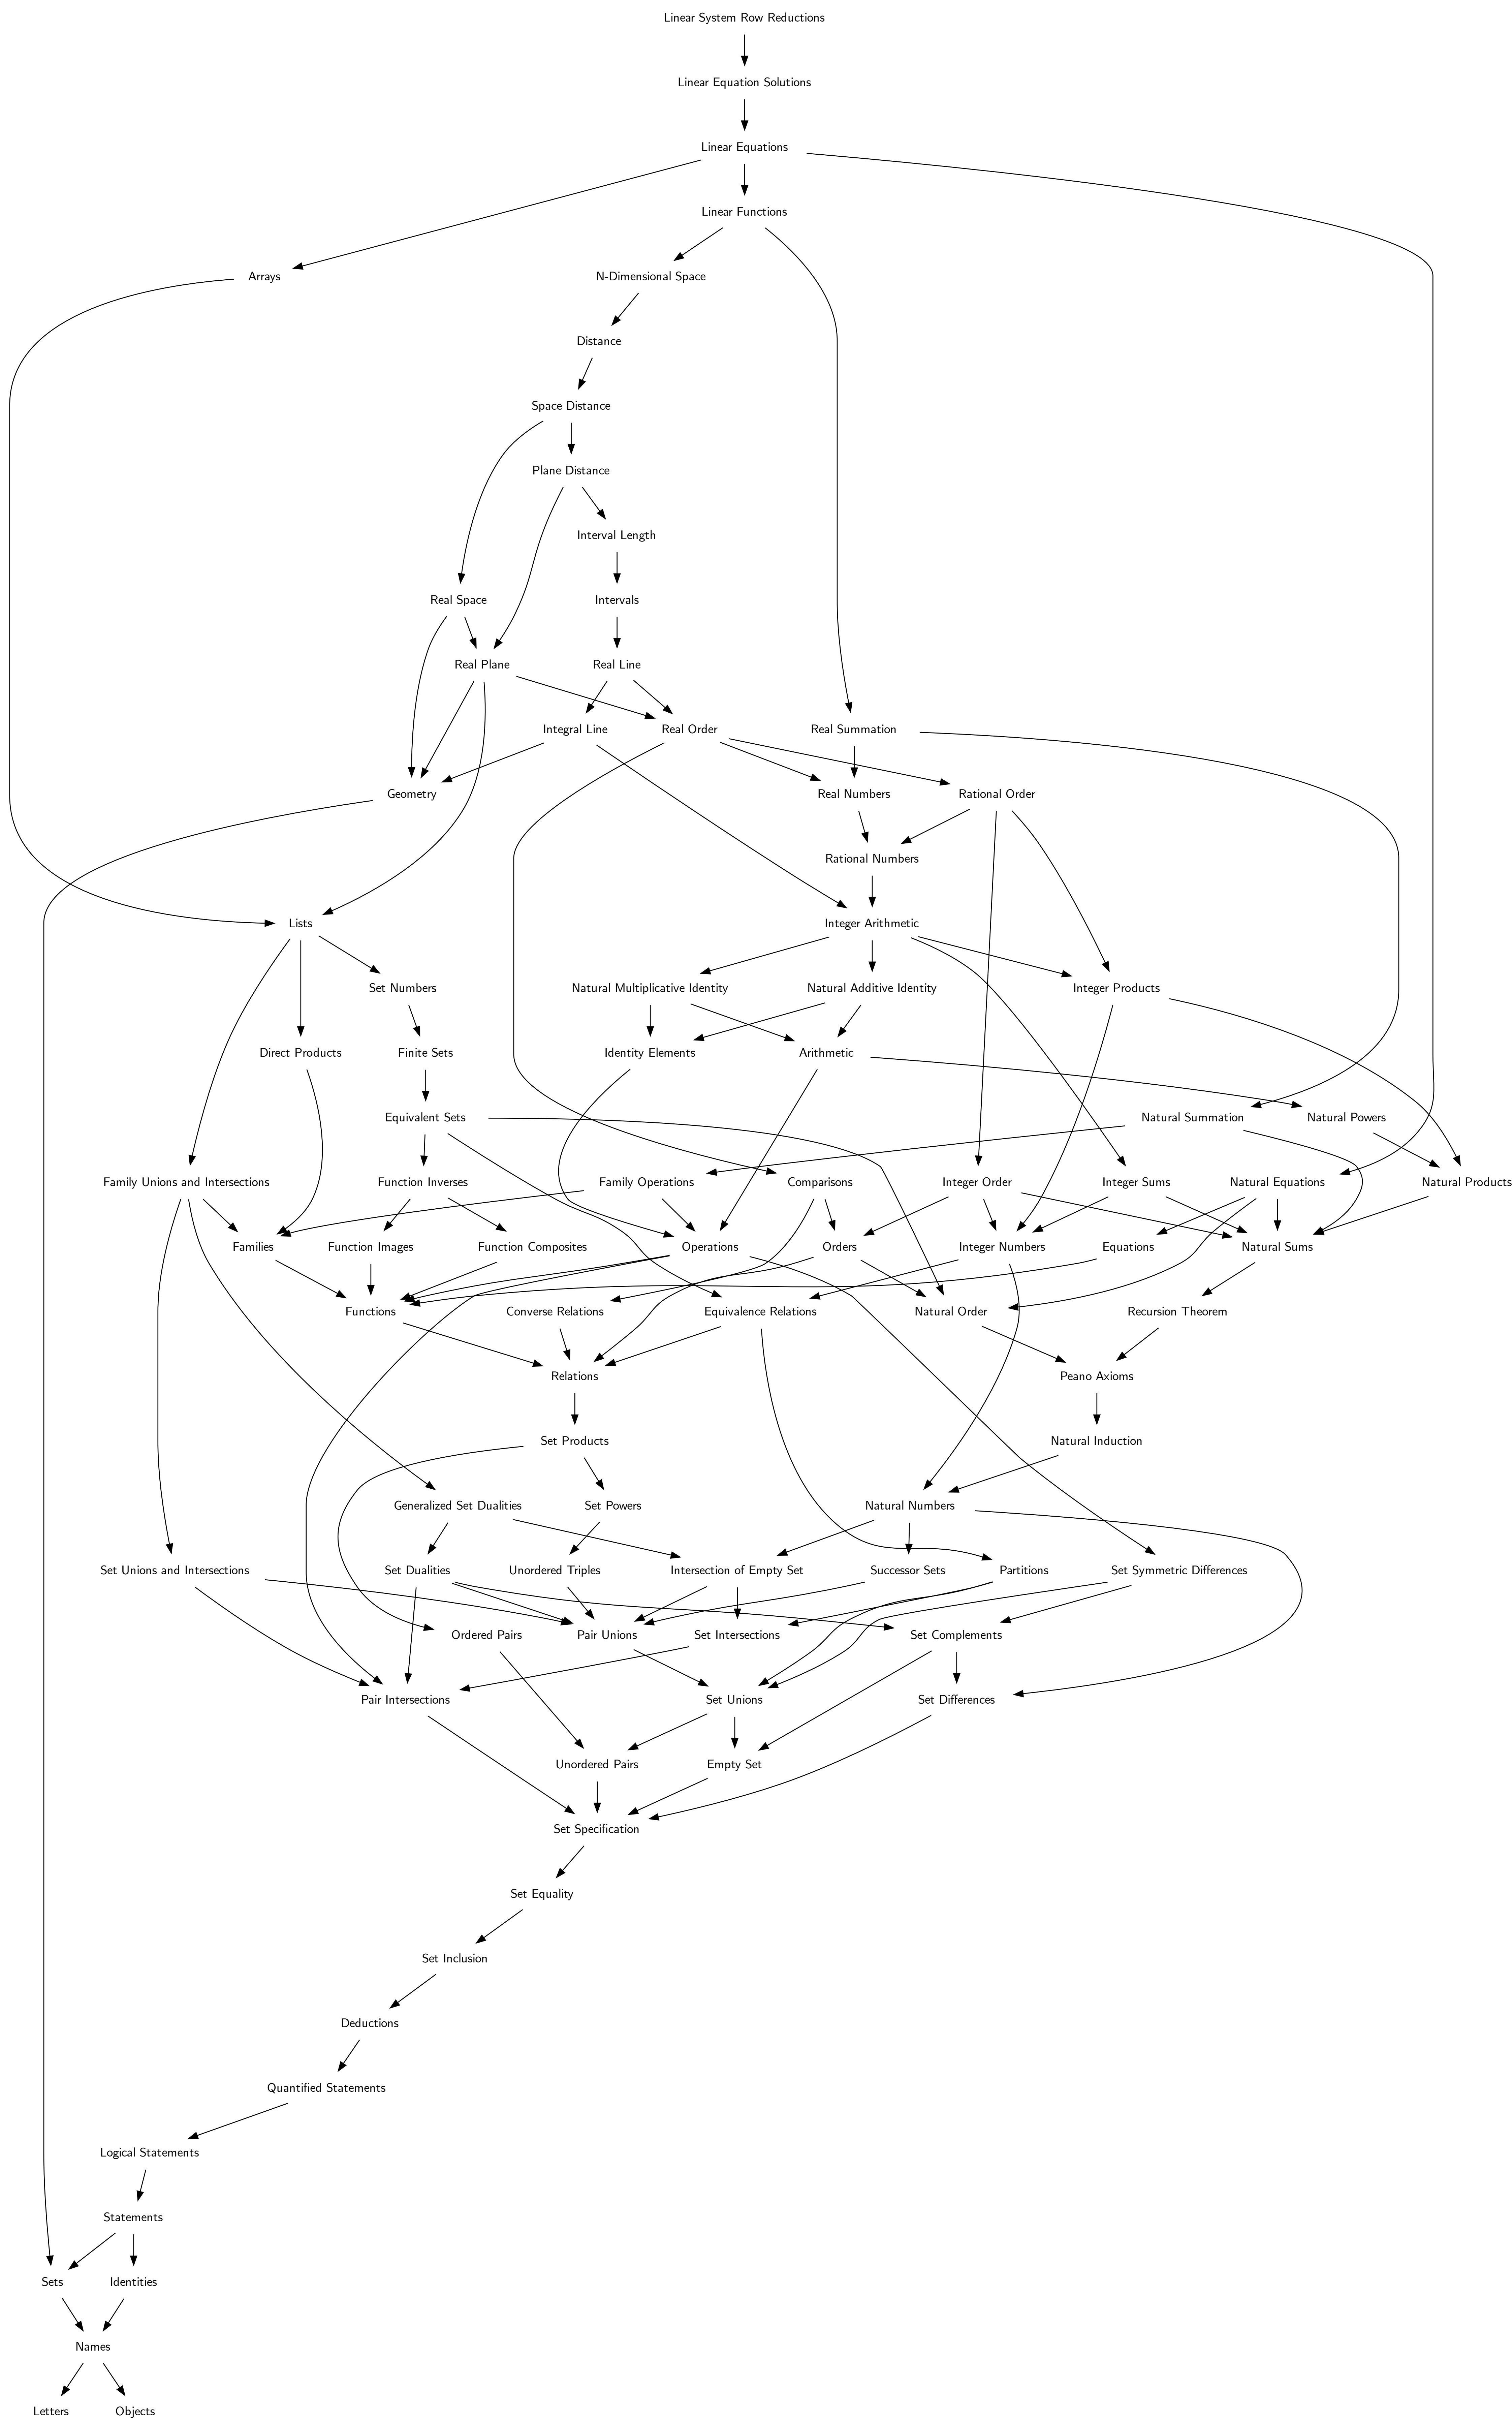 Linear System Row Reductions
Linear Equation Solutions
Linear Equations
Linear Functions
Arrays
N-Dimensional Space
Distance
Space Distance
Plane Distance
Interval Length
Real Space
Intervals
Real Plane
Real Line
Integral Line
Real Order
Real Summation
Geometry
Real Numbers
Rational Order
Rational Numbers
Lists
Integer Arithmetic
Set Numbers
Natural Multiplicative Identity
Natural Additive Identity
Integer Products
Direct Products
Finite Sets
Identity Elements
Arithmetic
Equivalent Sets
Natural Summation
Natural Powers
Family Unions and Intersections
Function Inverses
Family Operations
Comparisons
Integer Order
Integer Sums
Natural Equations
Natural Products
Families
Function Images
Function Composites
Operations
Orders
Integer Numbers
Equations
Natural Sums
Functions
Converse Relations
Equivalence Relations
Natural Order
Recursion Theorem
Relations
Peano Axioms
Set Products
Natural Induction
Generalized Set Dualities
Set Powers
Natural Numbers
Set Unions and Intersections
Set Dualities
Unordered Triples
Intersection of Empty Set
Successor Sets
Partitions
Set Symmetric Differences
Ordered Pairs
Pair Unions
Set Intersections
Set Complements
Pair Intersections
Set Unions
Set Differences
Unordered Pairs
Empty Set
Set Specification
Set Equality
Set Inclusion
Deductions
Quantified Statements
Logical Statements
Statements
Sets
Identities
Names
Letters
Objects